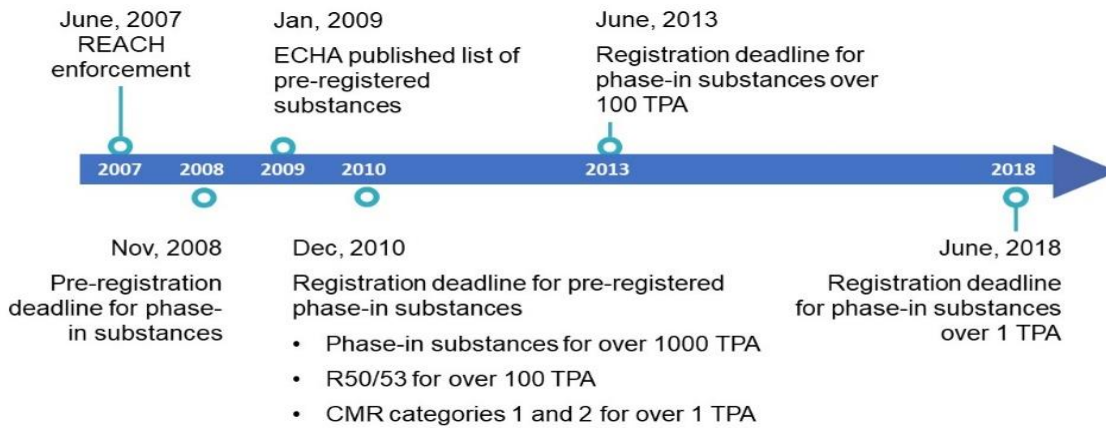 June, 2007
REACH
enforcement
Jan, 2009
ECHA published list of
pre-registered
substances
June, 2013
Registration deadline for
phase-in substances over
100 TPA
2007
2008
2009
2010
2013
2018
Nov, 2008
Pre-registration
deadline for phase-
in substances
Dec, 2010
Registration deadline for pre-registered
phase-in substances
• Phase-in substances for over 1000 TPA
• R50/53 for over 100 TPA
• CMR categories 1 and 2 for over 1 TPA
June, 2018
Registration deadline
for phase-in substances
over 1 TPA